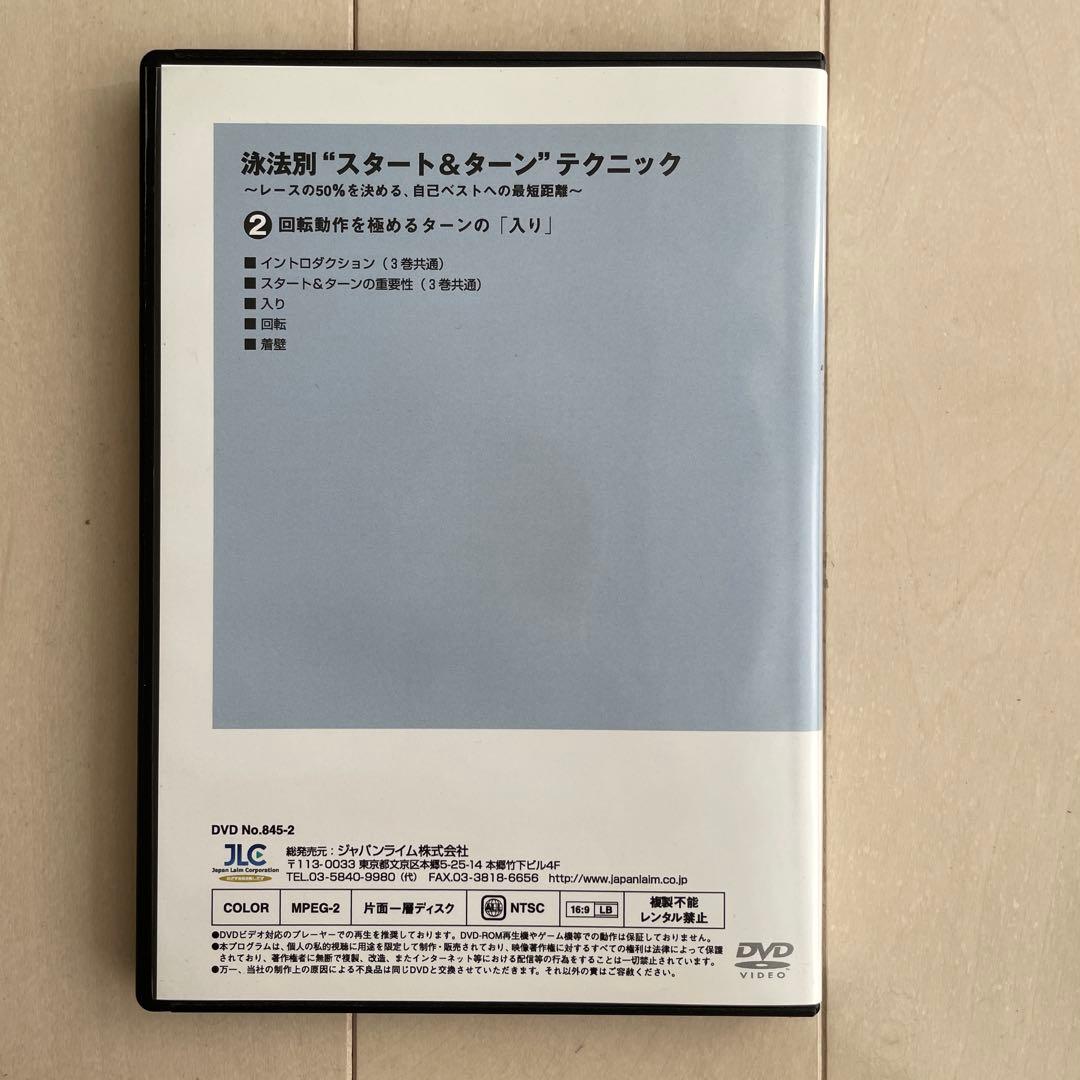 泳法別“スタート＆ターン”テクニック
〜レースの50％を決める、自己ベストへの最短距離〜
❷ 回転動作を極めるターンの「入り」
■ イントロダクション（3巻共通）
■ スタート＆ターンの重要性（3巻共通）
■ 入り
■ 回転
■ 着壁
DVD No.845-2
JLC
Japan Laim Corporation
総発売元：ジャパンライム株式会社
〒113-0033 東京都文京区本郷5-25-14 本郷竹下ビル4F
TEL.03-5840-9980（代） FAX.03-3818-6656 http://www.japanlaim.co.jp
COLOR MPEG-2 片面一層ディスク ALL NTSC 16:9 LB 複製不能
レンタル禁止
●DVDビデオ対応のプレーヤーでの再生を推奨しております。DVD-ROM再生機やゲーム機等での動作は保証しておりません。
●本プログラムは、個人の私的視聴に用途を限定して制作・販売されており、映像著作権に対するすべての権利は法律によって保護
されており、著作権者に無断で複製、改造、またインターネット等における配信等の行為をすることは一切禁止されています。
●万一、当社の制作上の原因による不良品は同じDVDと交換させていただきます。それ以外の責はご容赦ください。
DVD
VIDEO